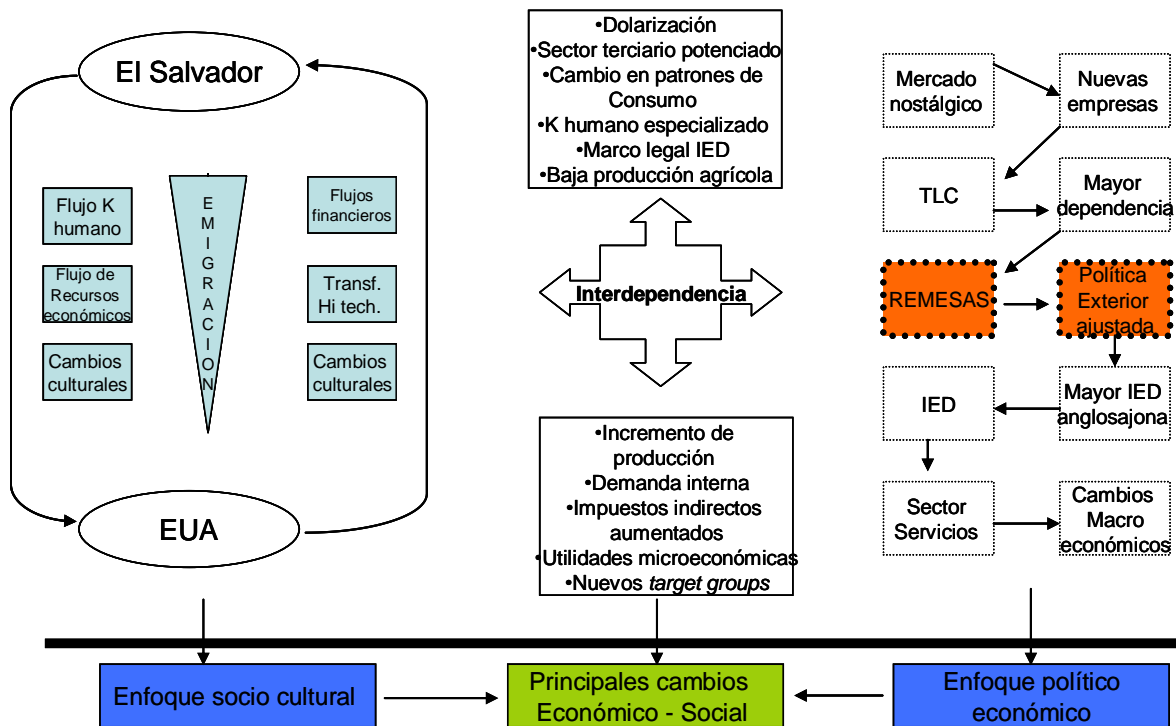 El Salvador
Flujo K
humano
Flujo de
Recursos
económicos
Cambios
culturales
EMIGRACION
Flujos
financieros
Transf.
Hi tech.
Cambios
culturales
EUA
•Dolarización
•Sector terciario potenciado
•Cambio en patrones de
Consumo
•K humano especializado
•Marco legal IED
•Baja producción agrícola
Interdependencia
•Incremento de
producción
•Demanda interna
•Impuestos indirectos
aumentados
•Utilidades microeconómicas
•Nuevos target groups
Mercado
nostálgico
Nuevas
empresas
TLC
Mayor
dependencia
REMESAS
Política
Exterior
ajustada
IED
Mayor IED
anglosajona
Sector
Servicios
Cambios
Macro
económicos
Enfoque socio cultural
Principales cambios
Económico - Social
Enfoque político
económico